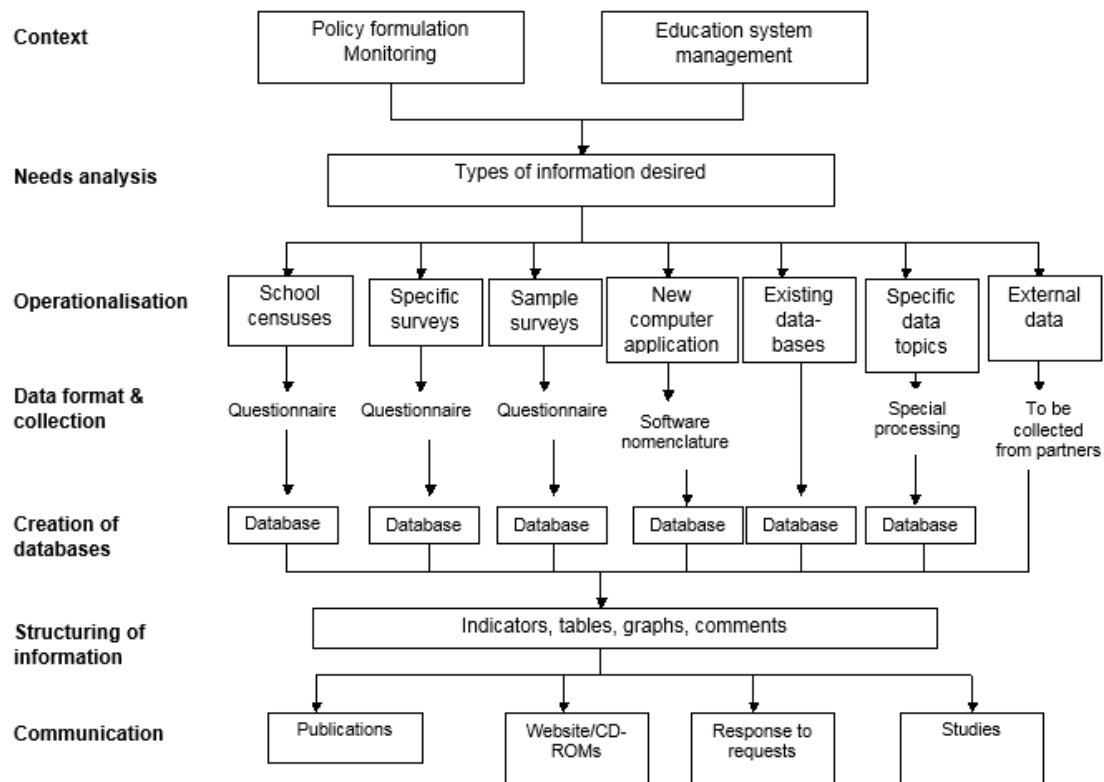 Context
Policy formulation
Monitoring
Education system
management
Needs analysis
Types of information desired
Operationalisation
School
censuses
Specific
surveys
Sample
surveys
New
computer
application
Existing
data-
bases
Specific
data
topics
External
data
Data format &
collection
Questionnaire
Questionnaire
Questionnaire
Software
nomenclature
Special
processing
To be
collected
from partners
Creation of
databases
Database
Database
Database
Database
Database
Database
Structuring of
information
Indicators, tables, graphs, comments
Communication
Publications
Website/CD-
ROMs
Response to
requests
Studies